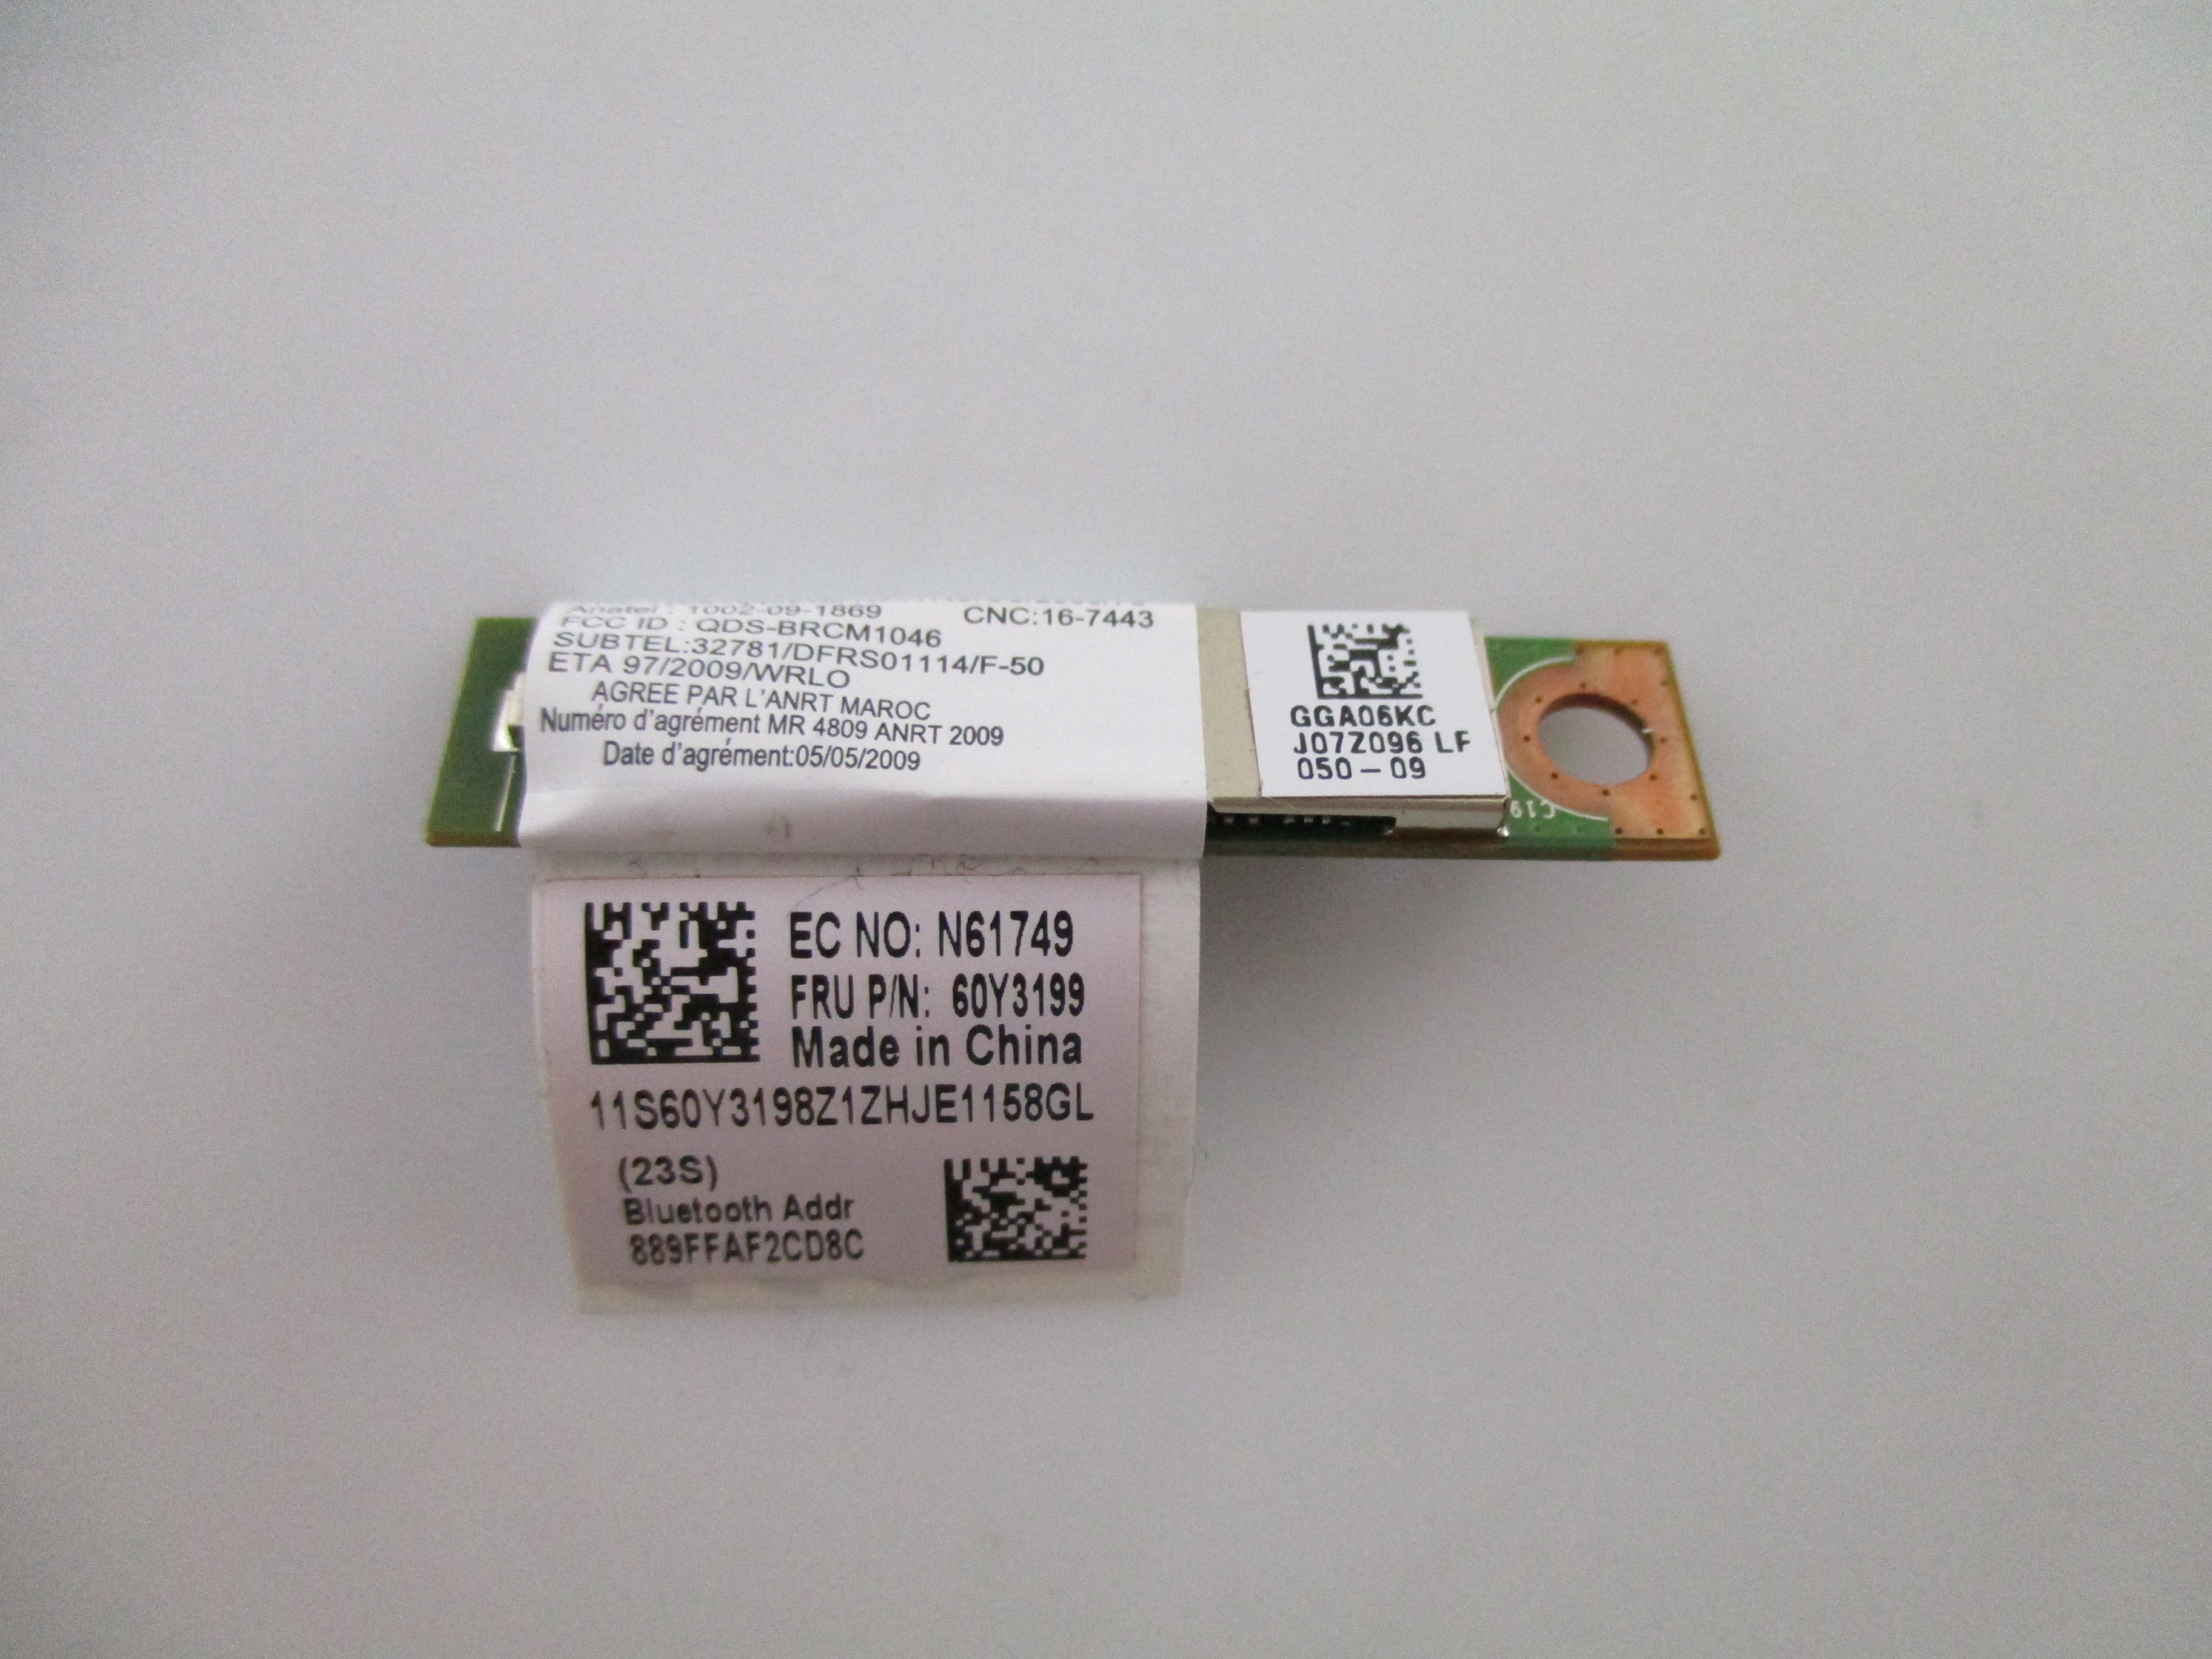 Anatel : 1002-09-1869 CNC:16-7443
FCC ID : QDS-BRCM1046
SUBTEL:32781/DFRS01114/F-50
ETA 97/2009/WRLO
AGREE PAR L'ANRT MAROC
Numéro d'agrément MR 4809 ANRT 2009
Date d'agrément:05/05/2009
GGA06KC
J07Z096 LF
050-09
C19
EC NO: N61749
FRU P/N: 60Y3199
Made in China
11S60Y3198Z1ZHJE1158GL
(23S)
Bluetooth Addr
889FFAF2CD8C